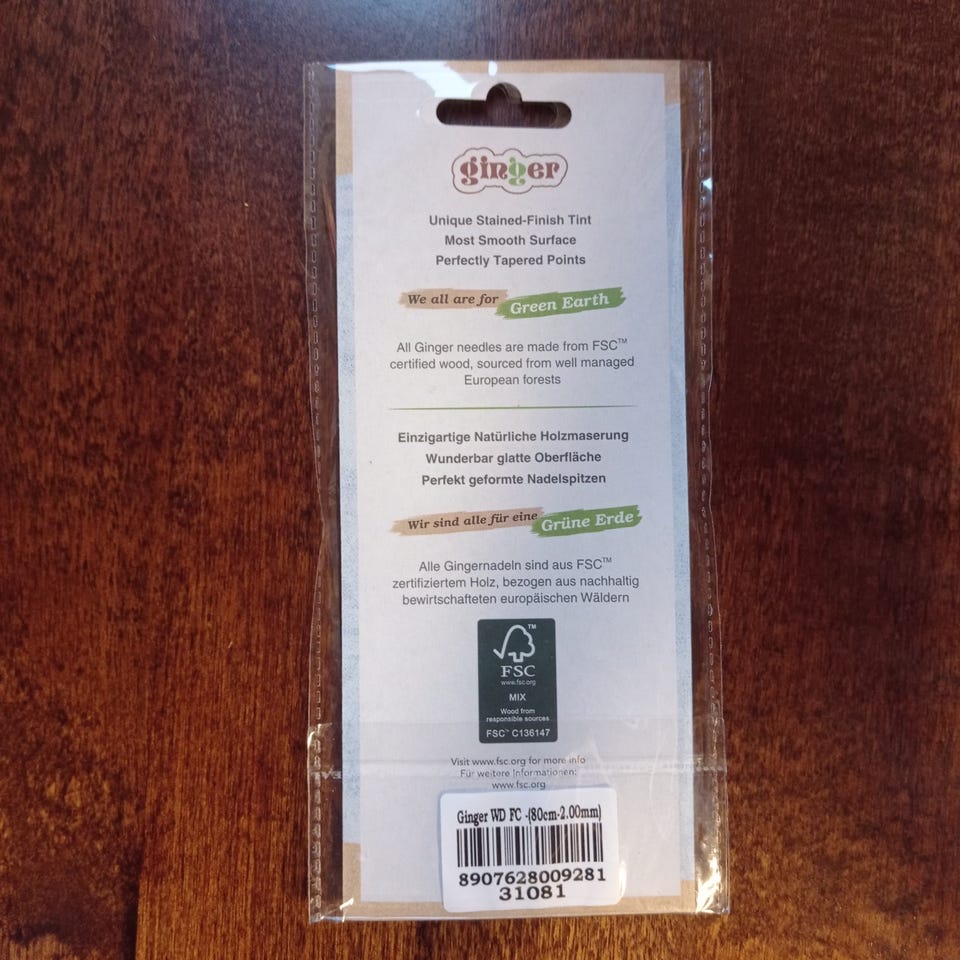 ginger
Unique Stained-Finish Tint
Most Smooth Surface
Perfectly Tapered Points
We all are for Green Earth
All Ginger needles are made from FSC™
certified wood, sourced from well managed
European forests
Einzigartige Natürliche Holzmaserung
Wunderbar glatte Oberfläche
Perfekt geformte Nadelspitzen
Wir sind alle für eine Grüne Erde
Alle Gingernadeln sind aus FSC™
zertifiziertem Holz, bezogen aus nachhaltig
bewirtschafteten europäischen Wäldern
™
FSC
www.fsc.org
MIX
Wood from
responsible sources
FSC™ C136147
Visit www.fsc.org for more info
Für weitere Informationen:
www.fsc.org
Ginger WD FC -(80cm-2.00mm)
8907628009281
31081